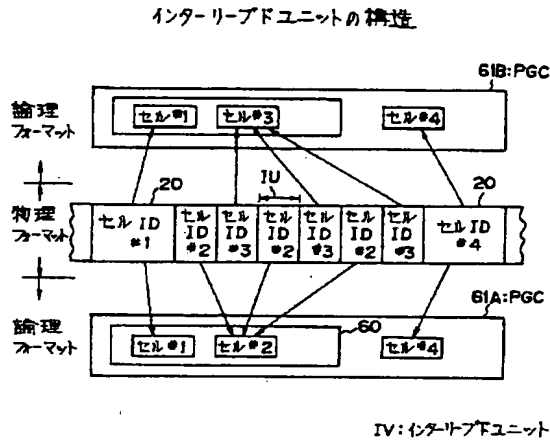 インターリーブドユニットの構造
61B:PGC
論理
フォーマット
セル#1
セル#3
セル#4
物理
フォーマット
20
IU
20
セル ID #1
セル ID #2
セル ID #3
セル ID #2
セル ID #3
セル ID #2
セル ID #3
セル ID #4
論理
フォーマット
61A:PGC
60
セル#1
セル#2
セル#4
IV:インターリーブドユニット